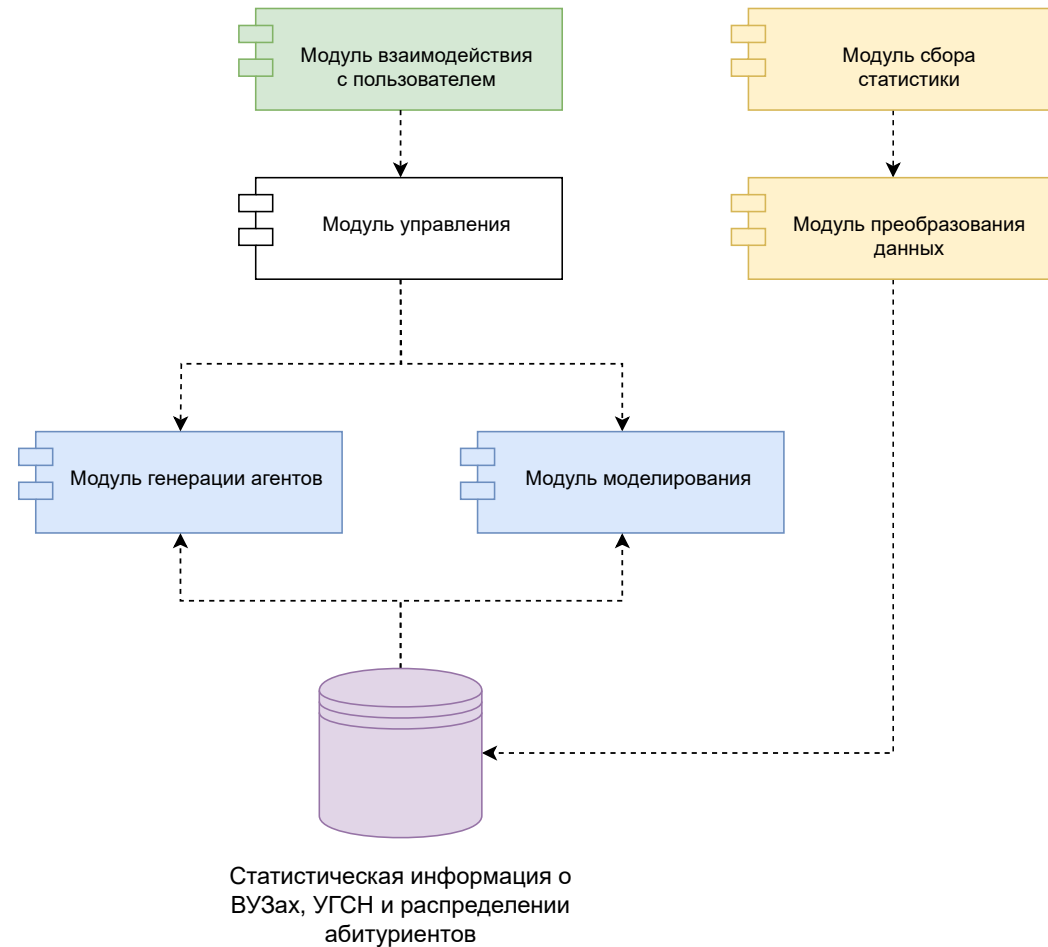 Модуль взаимодействия
с пользователем
Модуль сбора
статистики
Модуль управления
Модуль преобразования
данных
Модуль генерации агентов
Модуль моделирования
Статистическая информация о
ВУЗах, УГСН и распределении
абитуриентов